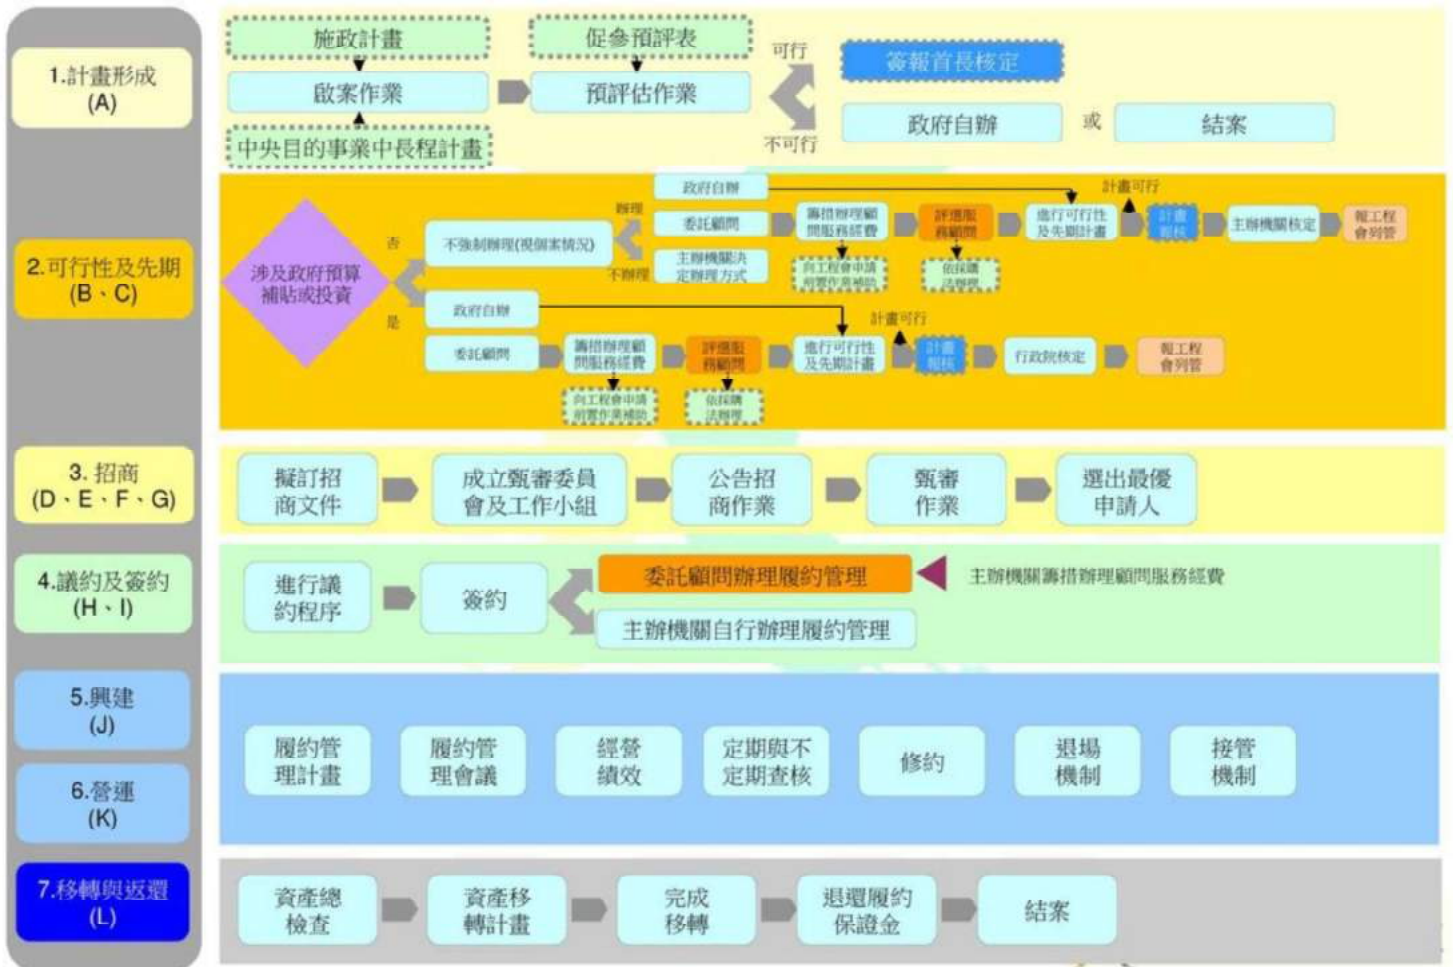 1.計畫形成
(A)
施政計畫
啟案作業
中央目的事業中長程計畫
促參預評表
預評估作業
可行
不可行
簽報首長核定
政府自辦
或
結案
2.可行性及先期
(B、C)
涉及政府預算
補貼或投資
否
是
不強制辦理(視個案情況)
辦理
不辦理
政府自辦
委託顧問
主辦機關決
定辦理方式
籌措辦理顧
問服務經費
向工程會申請
前置作業補助
評選服
務顧問
依採購
法辦理
進行可行性
及先期計畫
計畫可行
計畫
報核
主辦機關核定
報工程
會列管
政府自辦
委託顧問
籌措辦理顧
問服務經費
向工程會申請
前置作業補助
評選服
務顧問
依採購
法辦理
進行可行性
及先期計畫
計畫可行
計畫
報核
行政院核定
報工程
會列管
3. 招商
(D、E、F、G)
擬訂招
商文件
成立甄審委員
會及工作小組
公告招
商作業
甄審
作業
選出最優
申請人
4.議約及簽約
(H、I)
進行議
約程序
簽約
委託顧問辦理履約管理
主辦機關籌措辦理顧問服務經費
主辦機關自行辦理履約管理
5.興建
(J)
6.營運
(K)
履約管
理計畫
履約管
理會議
經營
績效
定期與不
定期查核
修約
退場
機制
接管
機制
7.移轉與返還
(L)
資產總
檢查
資產移
轉計畫
完成
移轉
退還履約
保證金
結案